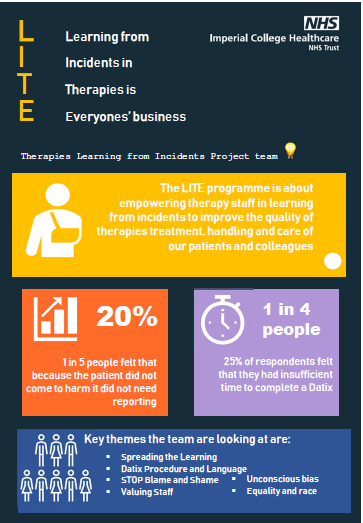 L
I
T
E
Learning from
Incidents in
Therapies is
Everyones' business
NHS
Imperial College Healthcare
NHS Trust
Therapies Learning from Incidents Project team
The LITE programme is about
empowering therapy staff in learning
from incidents to improve the quality of
therapies treatment, handling and care of
our patients and colleagues
20%
1 in 5 people felt that
because the patient did not
come to harm it did not need
reporting
1 in 4
people
25% of respondents felt
that they had insufficient
time to complete a Datix
Key themes the team are looking at are:
Spreading the Learning
Datix Procedure and Language
STOP Blame and Shame
Valuing Staff
Unconscious bias
Equality and race